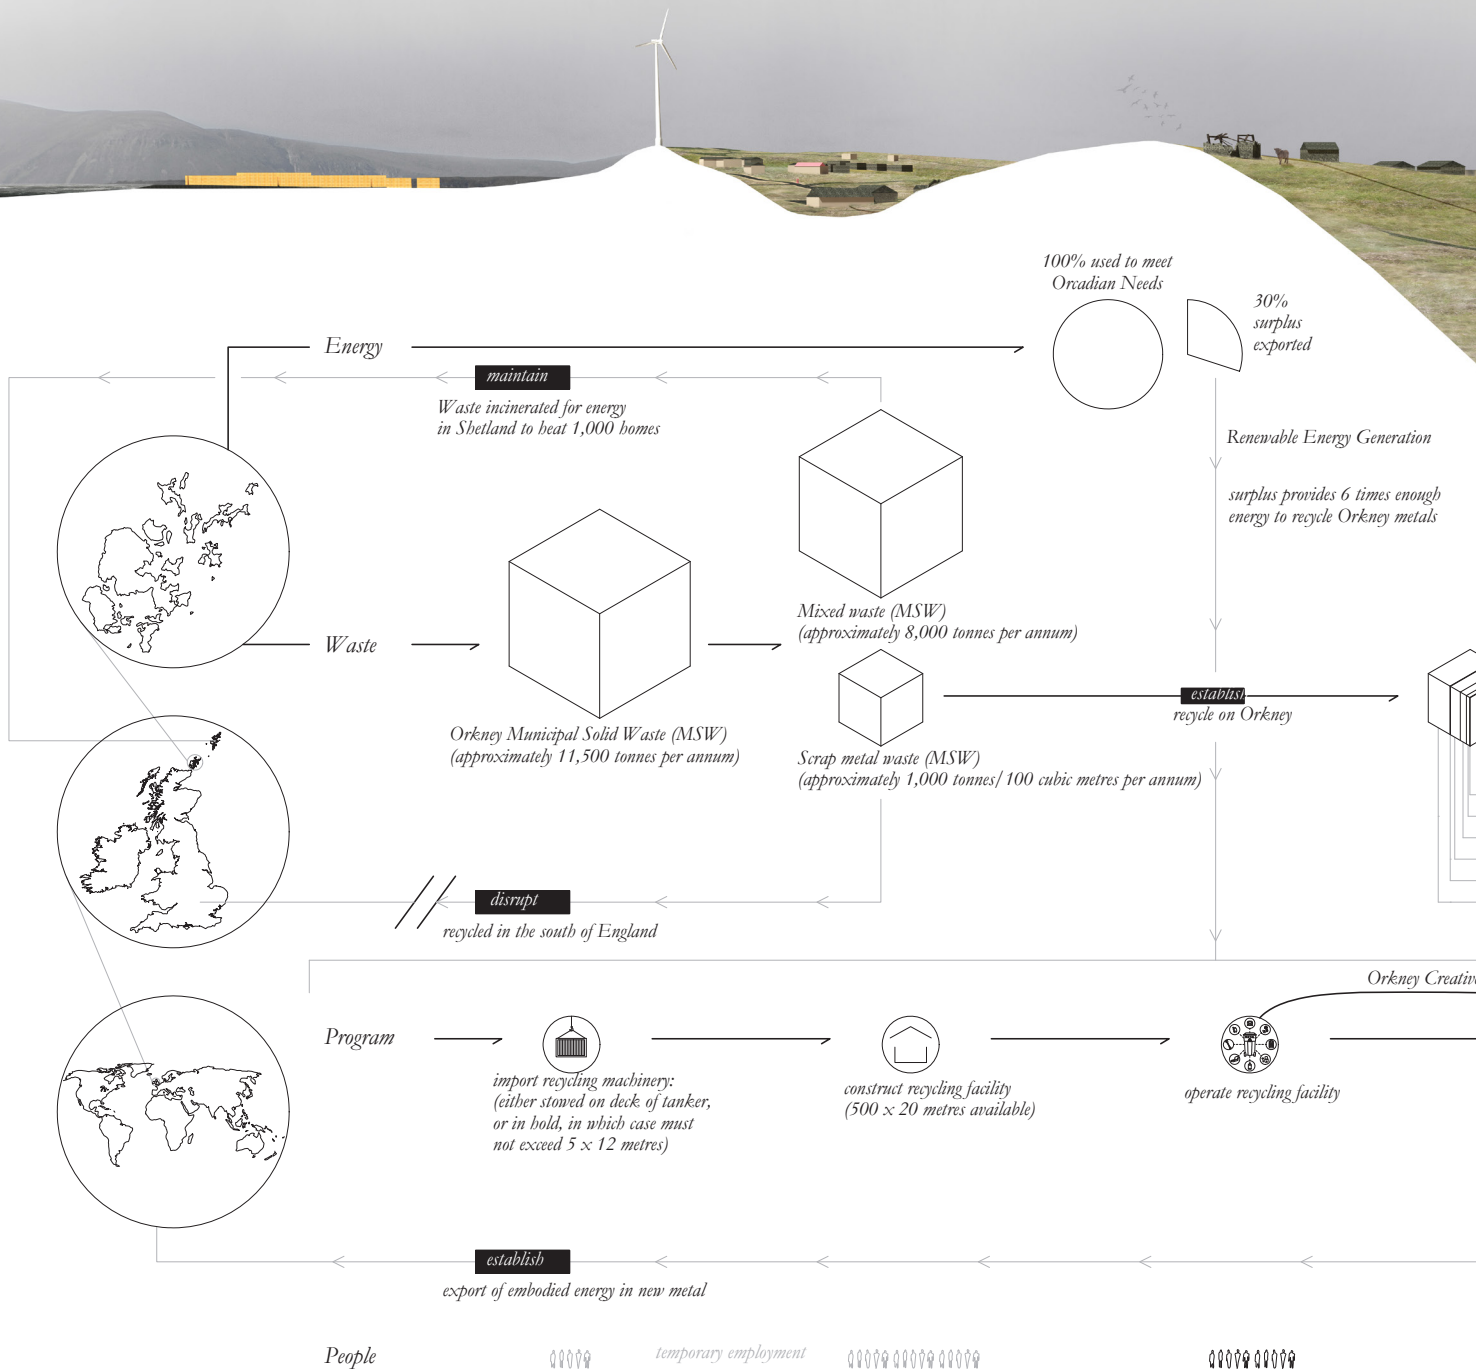 100% used to meet
Orcadian Needs
30%
surplus
exported
Energy
maintain
Waste incinerated for energy
in Shetland to heat 1,000 homes
Renewable Energy Generation
surplus provides 6 times enough
energy to recycle Orkney metals
Mixed waste (MSW)
(approximately 8,000 tonnes per annum)
Waste
establish
recycle on Orkney
Orkney Municipal Solid Waste (MSW)
(approximately 11,500 tonnes per annum)
Scrap metal waste (MSW)
(approximately 1,000 tonnes/100 cubic metres per annum)
disrupt
recycled in the south of England
Orkney Creative
Program
import recycling machinery:
(either stowed on deck of tanker,
or in hold, in which case must
not exceed 5 x 12 metres)
construct recycling facility
(500 x 20 metres available)
operate recycling facility
establish
export of embodied energy in new metal
People
temporary employment